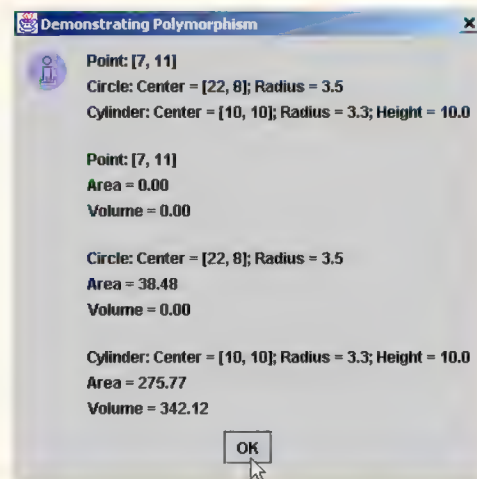 Demonstrating Polymorphism
Point: [7, 11]
Circle: Center = [22, 8]; Radius = 3.5
Cylinder: Center = [10, 10]; Radius = 3.3; Height = 10.0
Point: [7, 11]
Area = 0.00
Volume = 0.00
Circle: Center = [22, 8]; Radius = 3.5
Area = 38.48
Volume = 0.00
Cylinder: Center = [10, 10]; Radius = 3.3; Height = 10.0
Area = 275.77
Volume = 342.12
OK